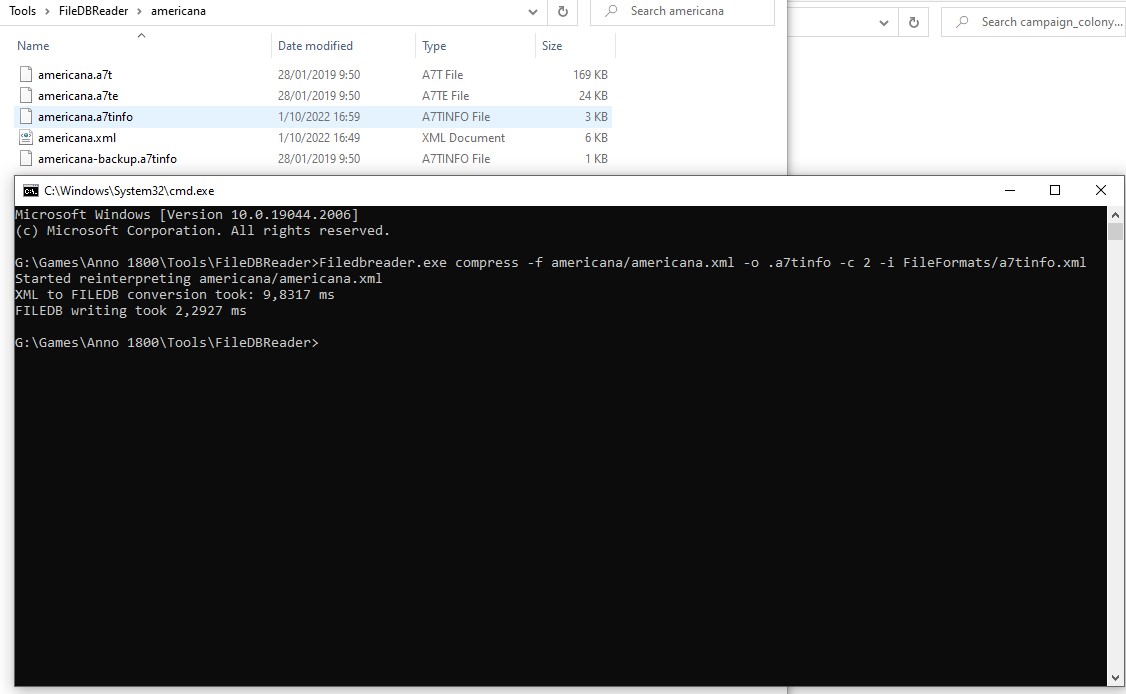 Tools > FileDBReader > americana
Search americana
Search campaign_colony...
Name Date modified Type Size
americana.a7t 28/01/2019 9:50 A7T File 169 KB
americana.a7te 28/01/2019 9:50 A7TE File 24 KB
americana.a7tinfo 1/10/2022 16:59 A7TINFO File 3 KB
americana.xml 1/10/2022 16:49 XML Document 6 KB
americana-backup.a7tinfo 28/01/2019 9:50 A7TINFO File 1 KB
C:\Windows\System32\cmd.exe
Microsoft Windows [Version 10.0.19044.2006]
(c) Microsoft Corporation. All rights reserved.
G:\Games\Anno 1800\Tools\FileDBReader>Filedbreader.exe compress -f americana/americana.xml -o .a7tinfo -c 2 -i FileFormats/a7tinfo.xml
Started reinterpreting americana/americana.xml
XML to FILEDB conversion took: 9,8317 ms
FILEDB writing took 2,2927 ms
G:\Games\Anno 1800\Tools\FileDBReader>